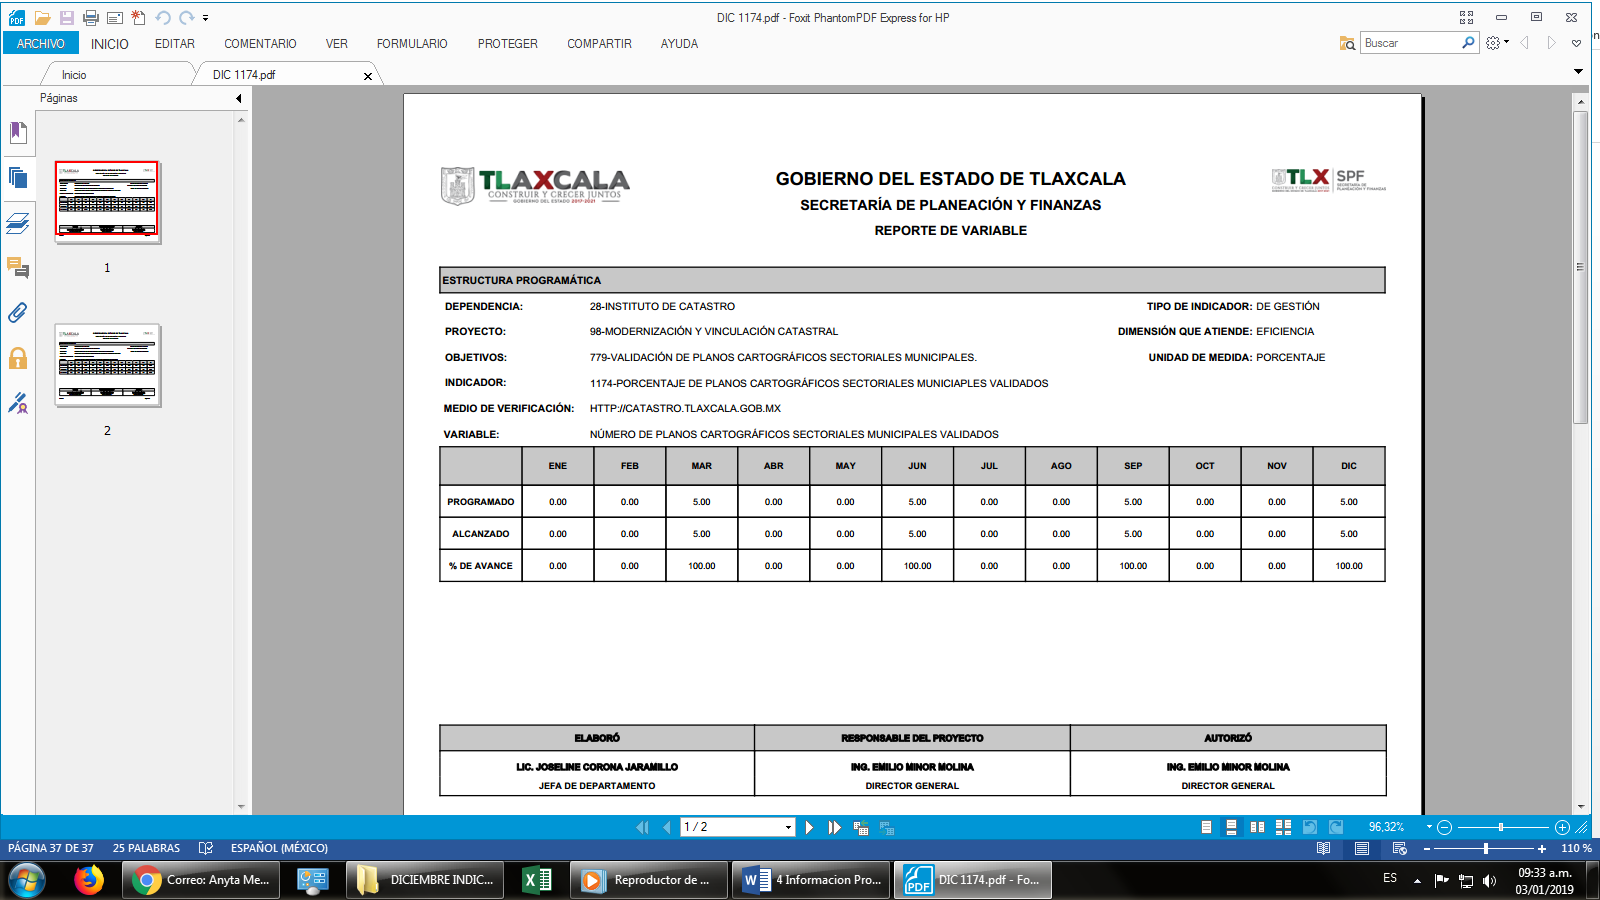 DIC 1174.pdf - Foxit PhantomPDF Express for HP
ARCHIVO INICIO EDITAR COMENTARIO VER FORMULARIO PROTEGER COMPARTIR AYUDA Buscar
Inicio DIC 1174.pdf
Páginas
1
2
TLAXCALA
CONSTRUIR Y CRECER JUNTOS
GOBIERNO DEL ESTADO 2017-2021
GOBIERNO DEL ESTADO DE TLAXCALA
SECRETARÍA DE PLANEACIÓN Y FINANZAS
REPORTE DE VARIABLE
TLX SPF
SECRETARÍA DE
PLANEACIÓN Y FINANZAS
ESTRUCTURA PROGRAMÁTICA
DEPENDENCIA: 28-INSTITUTO DE CATASTRO TIPO DE INDICADOR: DE GESTIÓN
PROYECTO: 98-MODERNIZACIÓN Y VINCULACIÓN CATASTRAL DIMENSIÓN QUE ATIENDE: EFICIENCIA
OBJETIVOS: 779-VALIDACIÓN DE PLANOS CARTOGRÁFICOS SECTORIALES MUNICIPALES. UNIDAD DE MEDIDA: PORCENTAJE
INDICADOR: 1174-PORCENTAJE DE PLANOS CARTOGRÁFICOS SECTORIALES MUNICIAPLES VALIDADOS
MEDIO DE VERIFICACIÓN: HTTP://CATASTRO.TLAXCALA.GOB.MX
VARIABLE: NÚMERO DE PLANOS CARTOGRÁFICOS SECTORIALES MUNICIPALES VALIDADOS
ENE FEB MAR ABR MAY JUN JUL AGO SEP OCT NOV DIC
PROGRAMADO 0.00 0.00 5.00 0.00 0.00 5.00 0.00 0.00 5.00 0.00 0.00 5.00
ALCANZADO 0.00 0.00 5.00 0.00 0.00 5.00 0.00 0.00 5.00 0.00 0.00 5.00
% DE AVANCE 0.00 0.00 100.00 0.00 0.00 100.00 0.00 0.00 100.00 0.00 0.00 100.00
ELABORÓ RESPONSABLE DEL PROYECTO AUTORIZÓ
LIC. JOSELINE CORONA JARAMILLO ING. EMILIO MINOR MOLINA ING. EMILIO MINOR MOLINA
JEFA DE DEPARTAMENTO DIRECTOR GENERAL DIRECTOR GENERAL
1 / 2 96,32%
PÁGINA 37 DE 37 25 PALABRAS ESPAÑOL (MÉXICO) 110 %
Correo: Anyta Me... DICIEMBRE INDIC... Reproductor de ... 4 Informacion Pro... DIC 1174.pdf - Fo... ES 09:33 a.m.
03/01/2019